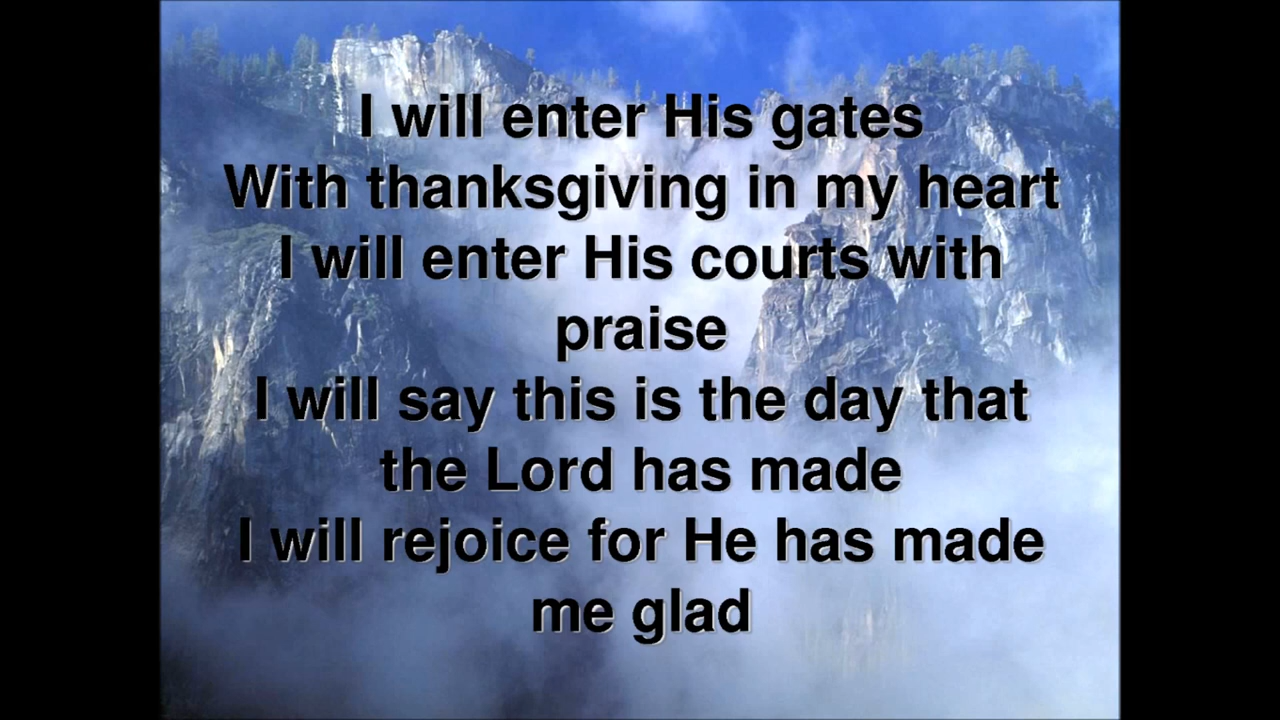 I will enter His gates
With thanksgiving in my heart
I will enter His courts with
praise
I will say this is the day that
the Lord has made
I will rejoice for He has made
me glad